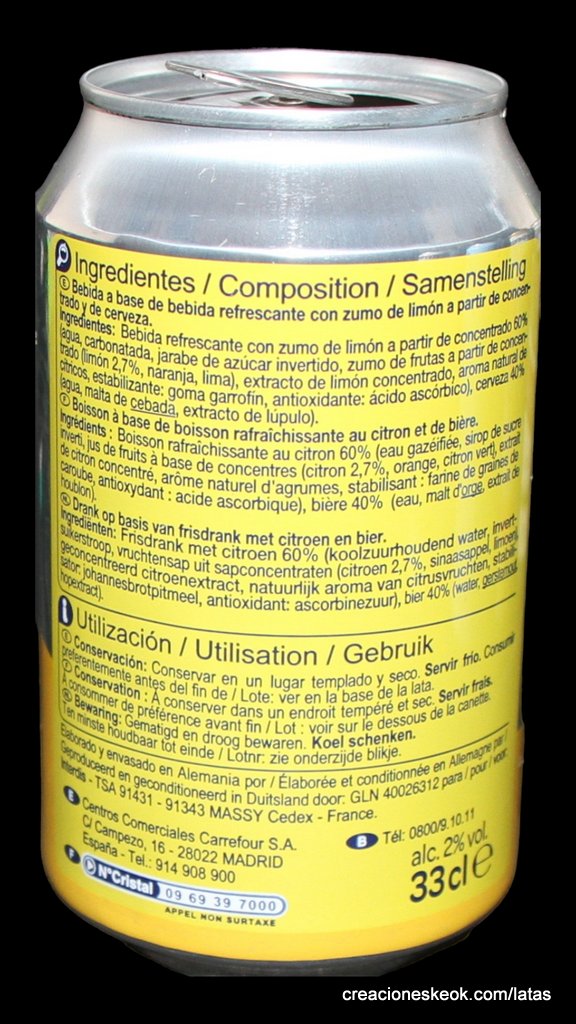 Ingredientes / Composition / Samenstelling
E Bebida a base de bebida refrescante con zumo de limón a partir de concen-
trado y de cerveza.
Ingredientes: Bebida refrescante con zumo de limón a partir de concentrado 60%
(agua, carbonatada, jarabe de azúcar invertido, zumo de frutas a partir de concen-
trado (limón 2,7%, naranja, lima), extracto de limón concentrado, aroma natural de
cítricos, estabilizante: goma garrofín, antioxidante: ácido ascórbico), cerveza 40%
(agua, malta de cebada, extracto de lúpulo).
F Boisson à base de boisson rafraîchissante au citron et de bière.
Ingrédients : Boisson rafraîchissante au citron 60% (eau gazéifiée, sirop de sucre
inverti, jus de fruits à base de concentres (citron 2,7%, orange, citron vert), extrait
de citron concentré, arôme naturel d'agrumes, stabilisant : farine de graines de
caroube, antioxydant : acide ascorbique), bière 40% (eau, malt d'orge, extrait de
houblon).
NL Drank op basis van frisdrank met citroen en bier.
Ingrediënten: Frisdrank met citroen 60% (koolzuurhoudend water, invert-
suikerstroop, vruchtensap uit sapconcentraten (citroen 2,7%, sinaasappel, limoen),
geconcentreerd citroenextract, natuurlijk aroma van citrusvruchten, stabili-
sator: johannesbrotpitmeel, antioxidant: ascorbinezuur), bier 40% (water, gerstemout,
hopextract).
Utilización / Utilisation / Gebruik
E Conservación: Conservar en un lugar templado y seco. Servir frio. Consumir
preferentemente antes del fin de / Lote: ver en la base de la lata.
F Conservation : À conserver dans un endroit tempéré et sec. Servir frais.
À consommer de préférence avant fin / Lot : voir sur le dessous de la canette.
NL Bewaring: Gematigd en droog bewaren. Koel schenken.
Ten minste houdbaar tot einde / Lotnr: zie onderzijde blikje.
Elaborado y envasado en Alemania por / Élaborée et conditionnée en Allemagne par /
Geproduceerd en geconditioneerd in Duitsland door: GLN 40026312 para / pour / voor:
Interdis - TSA 91431 - 91343 MASSY Cedex - France.
E Centros Comerciales Carrefour S.A.
C/ Campezo, 16 - 28022 MADRID
España - Tel.: 914 908 900
B Tél: 0800/9.10.11
alc. 2% vol.
33cl e
F N°Cristal 09 69 39 7000
APPEL NON SURTAXE
creacioneskeok.com/latas